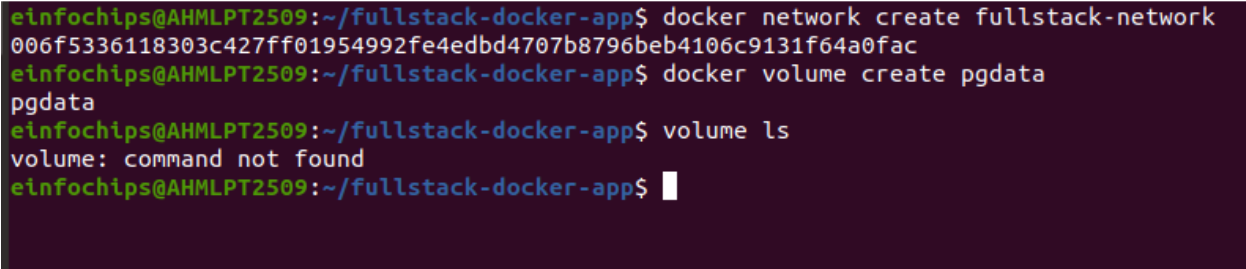 einfochips@AHMLPT2509:~/fullstack-docker-app$ docker network create fullstack-network
006f5336118303c427ff01954992fe4edbd4707b8796beb4106c9131f64a0fac
einfochips@AHMLPT2509:~/fullstack-docker-app$ docker volume create pgdata
pgdata
einfochips@AHMLPT2509:~/fullstack-docker-app$ volume ls
volume: command not found
einfochips@AHMLPT2509:~/fullstack-docker-app$